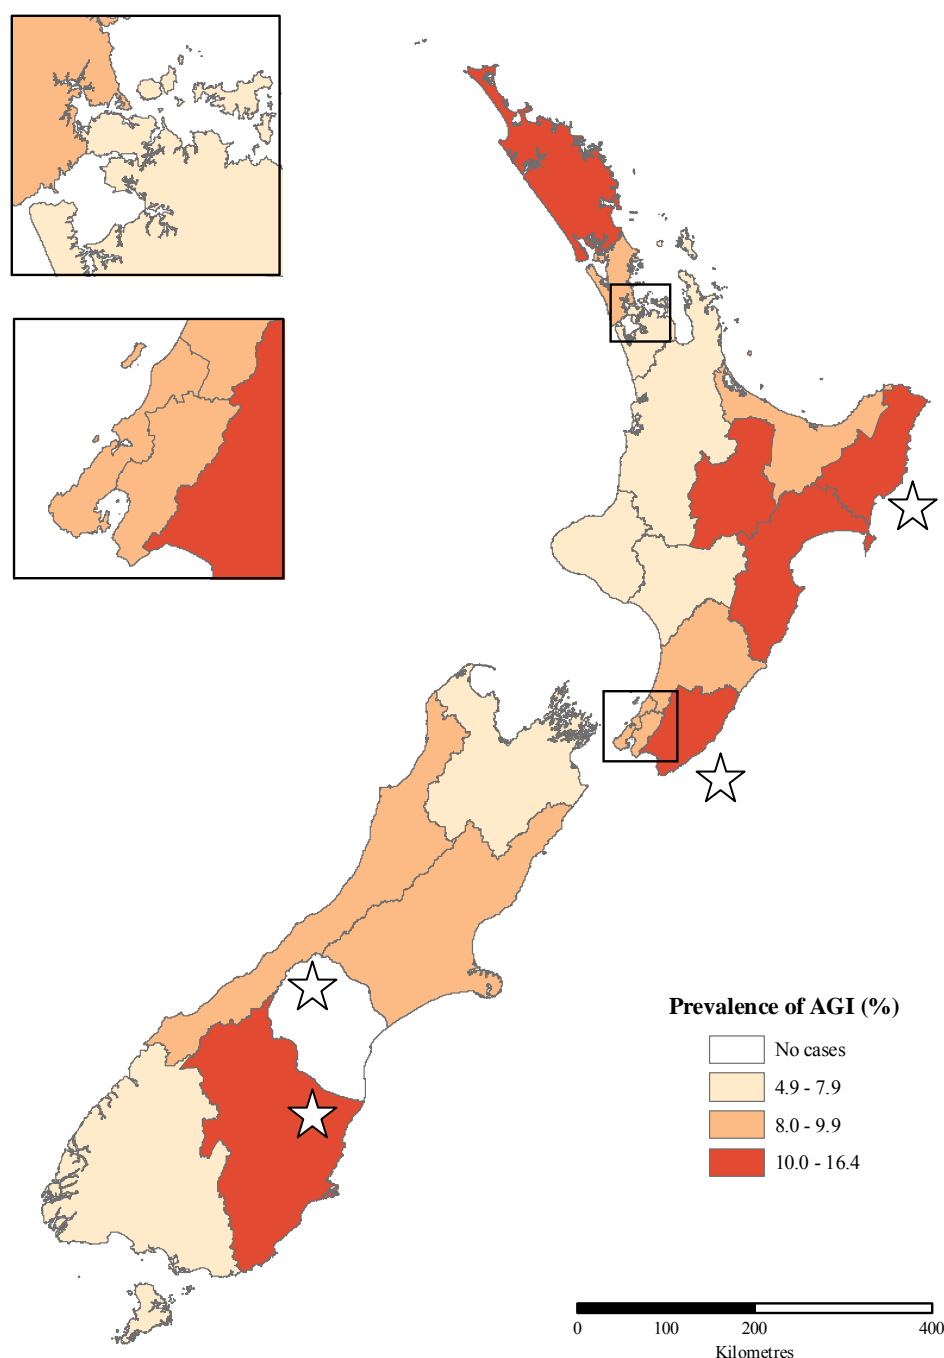 Prevalence of AGI (%)
No cases
4.9 - 7.9
8.0 - 9.9
10.0 - 16.4
0 100 200 400
Kilometres